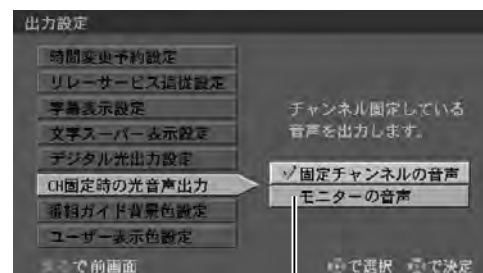 出力設定
時間変更予約設定
リレーサービス追従設定
字幕表示設定
文字スーパー表示設定
デジタル光出力設定
CH固定時の光音声出力
番組ガイド背景色設定
ユーザー表示色設定
チャンネル固定している
音声を出力します。
✓固定チャンネルの音声
モニターの音声
で前画面
で選択
で決定